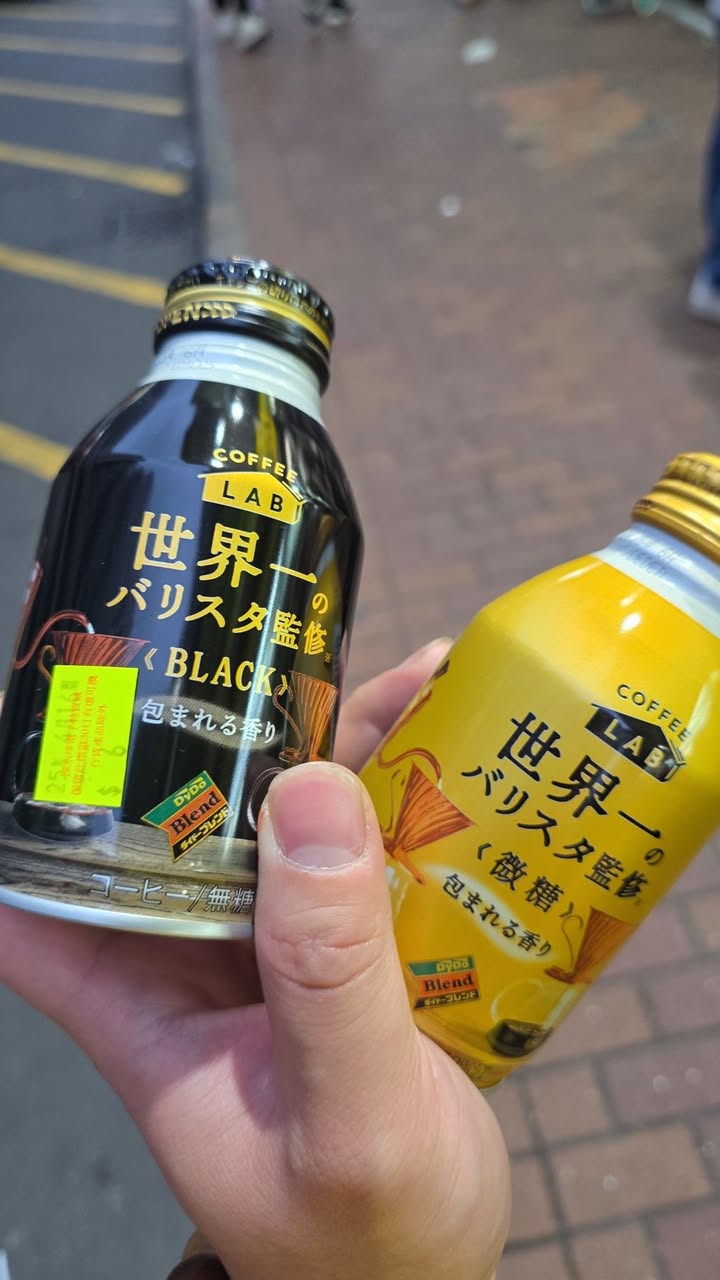 COFFEE
LAB
世界一の
バリスタ監修
《BLACK》
包まれる香り
DyDo
Blend
ダイドーブレンド
コーヒー/無糖
$6
COFFEE
LAB
世界一の
バリスタ監修
《微糖》
包まれる香り
DyDo
Blend
ダイドーブレンド